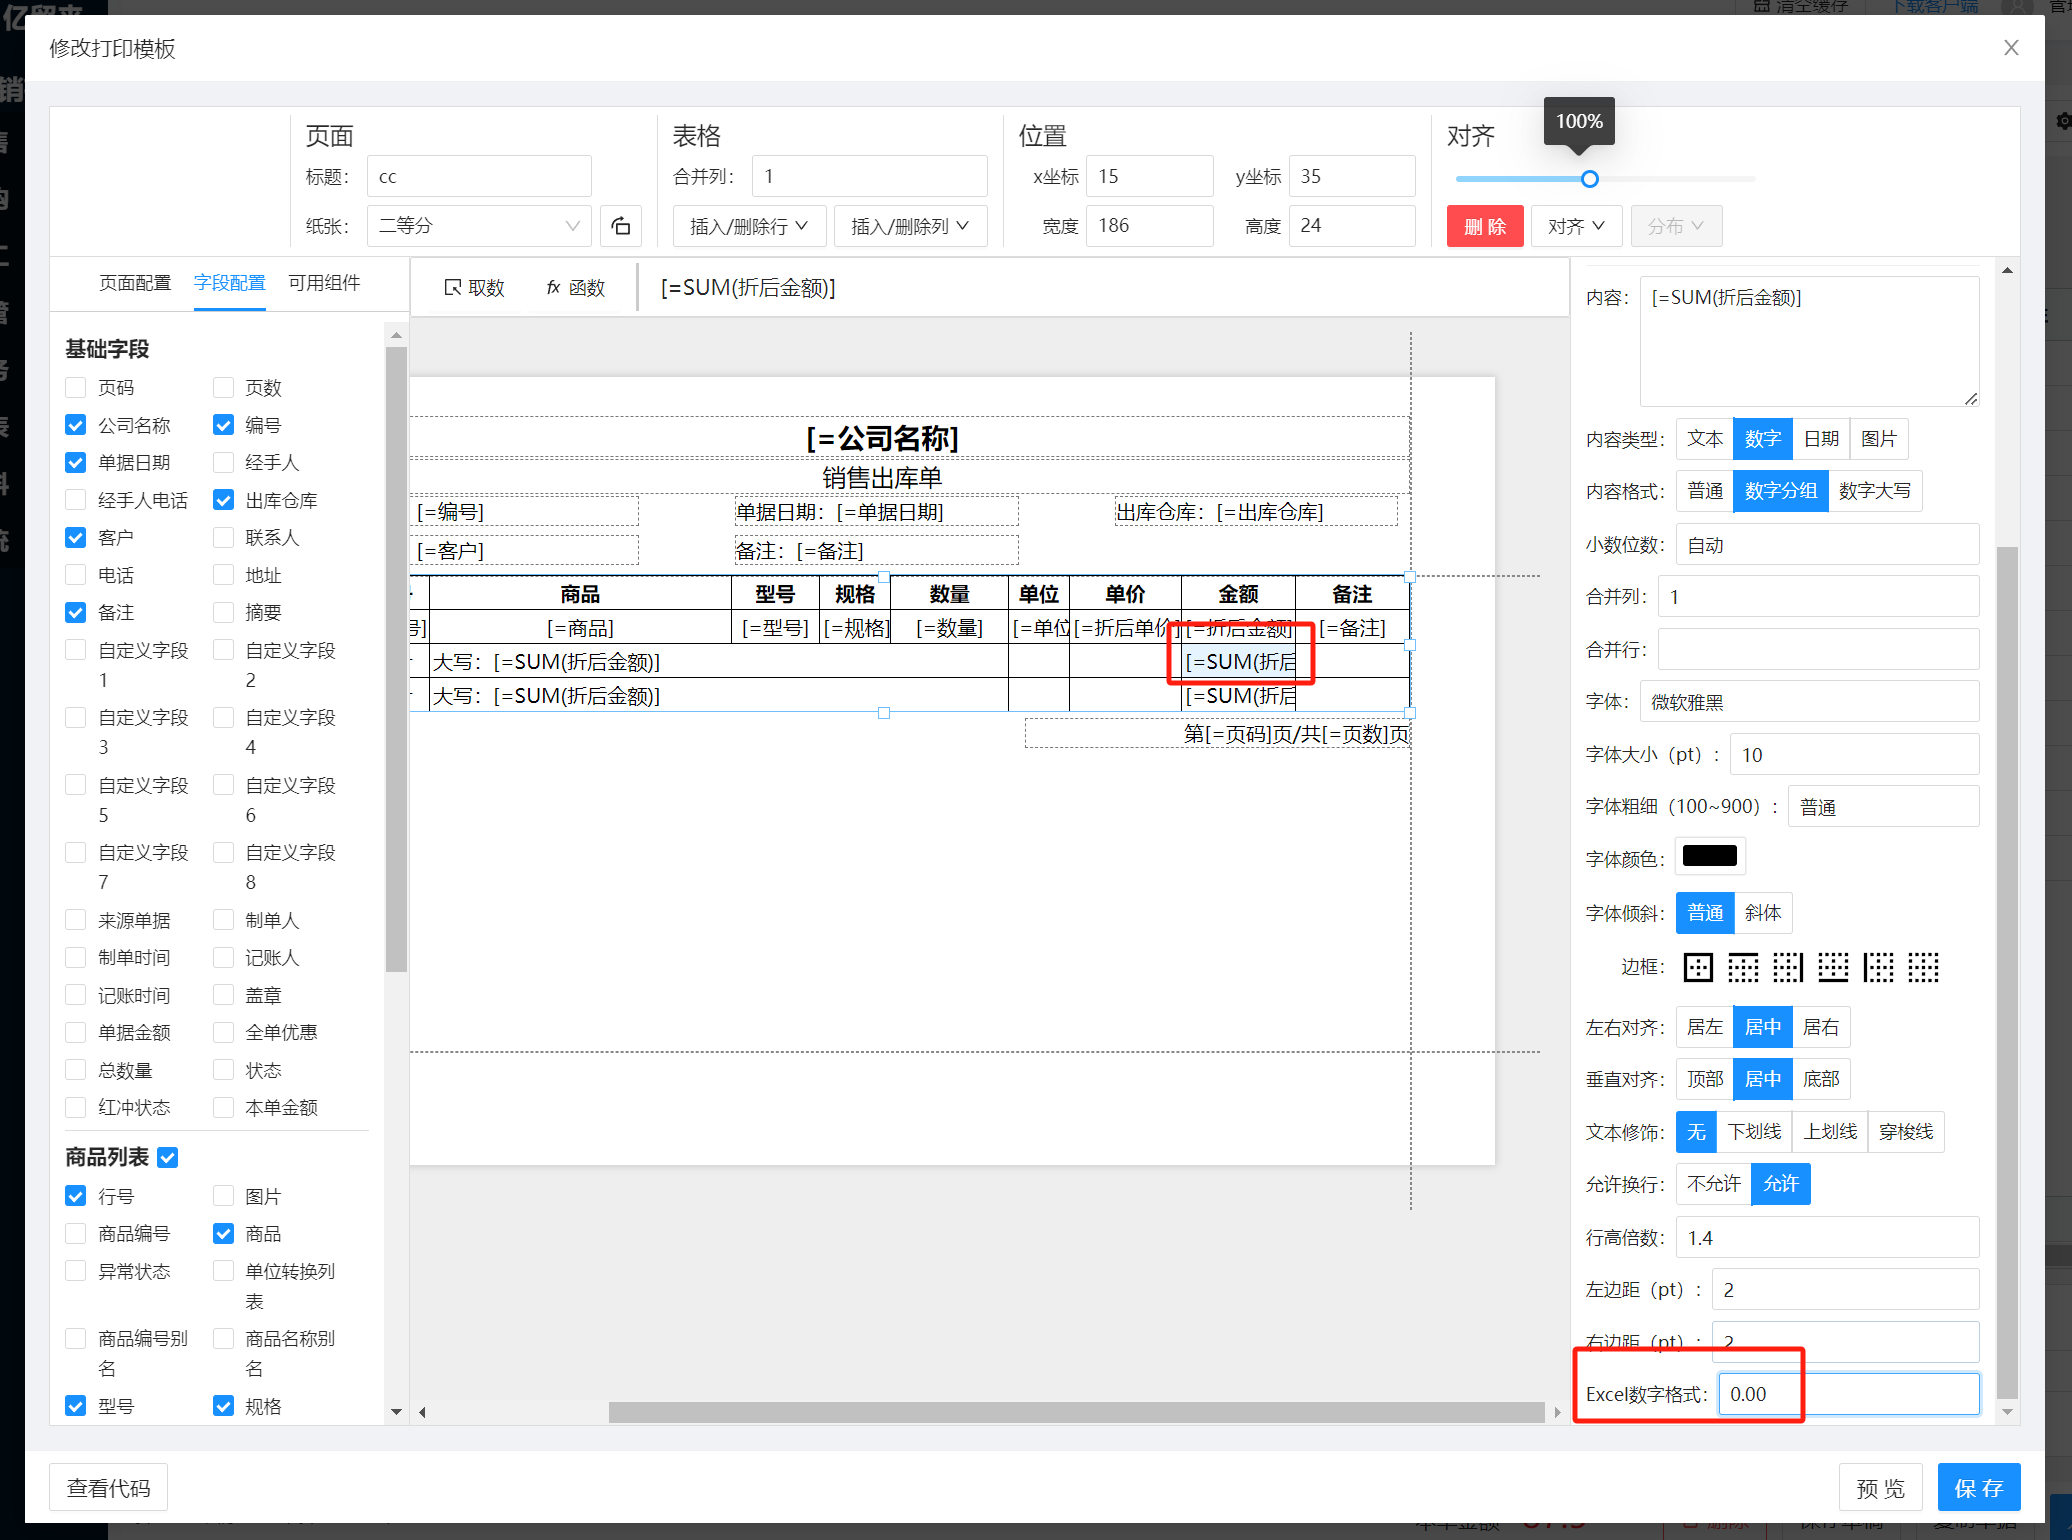 清空缓存
下载客户端
修改打印模板
页面
标题：
cc
纸张：
二等分
表格
合并列：
1
插入/删除行
插入/删除列
位置
x坐标
15
y坐标
35
宽度
186
高度
24
对齐
100%
删 除
对齐
分布
页面配置
字段配置
可用组件
取数
fx 函数
[=SUM(折后金额)]
基础字段
页码
页数
公司名称
编号
单据日期
经手人
经手人电话
出库仓库
客户
联系人
电话
地址
备注
摘要
自定义字段
1
自定义字段
2
自定义字段
3
自定义字段
4
自定义字段
5
自定义字段
6
自定义字段
7
自定义字段
8
来源单据
制单人
制单时间
记账人
记账时间
盖章
单据金额
全单优惠
总数量
状态
红冲状态
本单金额
商品列表
行号
图片
商品编号
商品
异常状态
单位转换列
表
商品编号别
名
商品名称别
名
型号
规格
[=公司名称]
销售出库单
[=编号]
单据日期：[=单据日期]
出库仓库：[=出库仓库]
[=客户]
备注：[=备注]
商品
型号
规格
数量
单位
单价
金额
备注
号]
[=商品]
[=型号]
[=规格]
[=数量]
[=单位
[=折后单价]
[=折后金额]
[=备注]
大写：[=SUM(折后金额)]
[=SUM(折后
大写：[=SUM(折后金额)]
[=SUM(折后
第[=页码]页/共[=页数]页
内容：
[=SUM(折后金额)]
内容类型：
文本
数字
日期
图片
内容格式：
普通
数字分组
数字大写
小数位数：
自动
合并列：
1
合并行：
字体：
微软雅黑
字体大小（pt）：
10
字体粗细（100~900）：
普通
字体颜色：
字体倾斜：
普通
斜体
边框：
左右对齐：
居左
居中
居右
垂直对齐：
顶部
居中
底部
文本修饰：
无
下划线
上划线
穿梭线
允许换行：
不允许
允许
行高倍数：
1.4
左边距（pt）：
2
右边距（pt）：
2
Excel数字格式：
0.00
查看代码
预 览
保 存